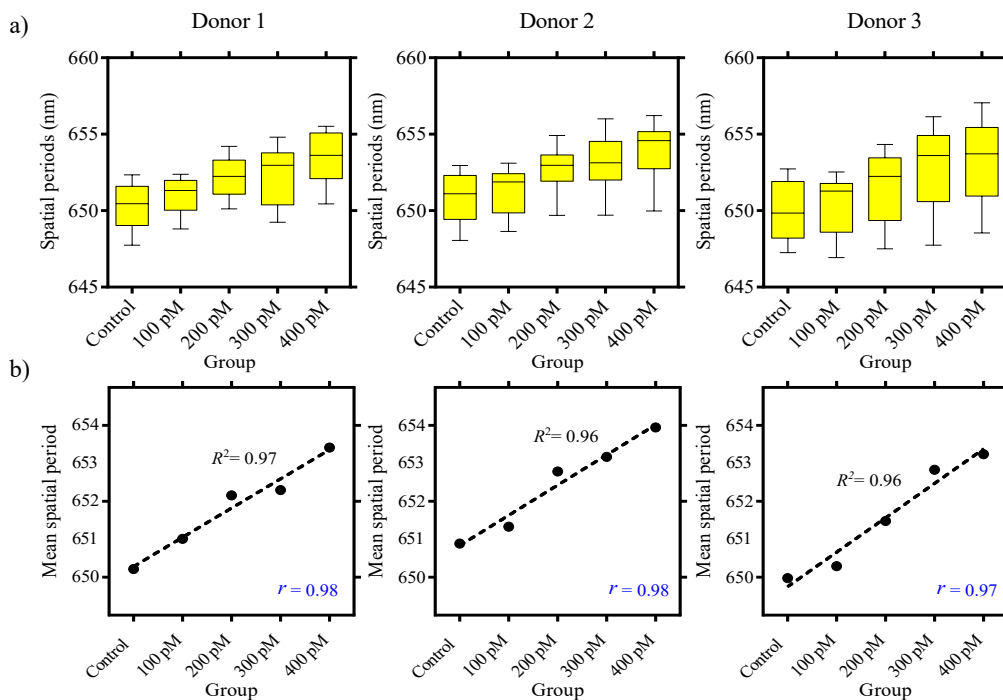 a)
Donor 1
Donor 2
Donor 3
Spatial periods (nm)
660
655
650
645
Control
100 pM
200 pM
300 pM
400 pM
Group
Spatial periods (nm)
660
655
650
645
Control
100 pM
200 pM
300 pM
400 pM
Group
Spatial periods (nm)
660
655
650
645
Control
100 pM
200 pM
300 pM
400 pM
Group
b)
Mean spatial period
654
653
652
651
650
R²= 0.97
r = 0.98
Control
100 pM
200 pM
300 pM
400 pM
Group
Mean spatial period
654
653
652
651
650
R²= 0.96
r = 0.98
Control
100 pM
200 pM
300 pM
400 pM
Group
Mean spatial period
654
653
652
651
650
R²= 0.96
r = 0.97
Control
100 pM
200 pM
300 pM
400 pM
Group